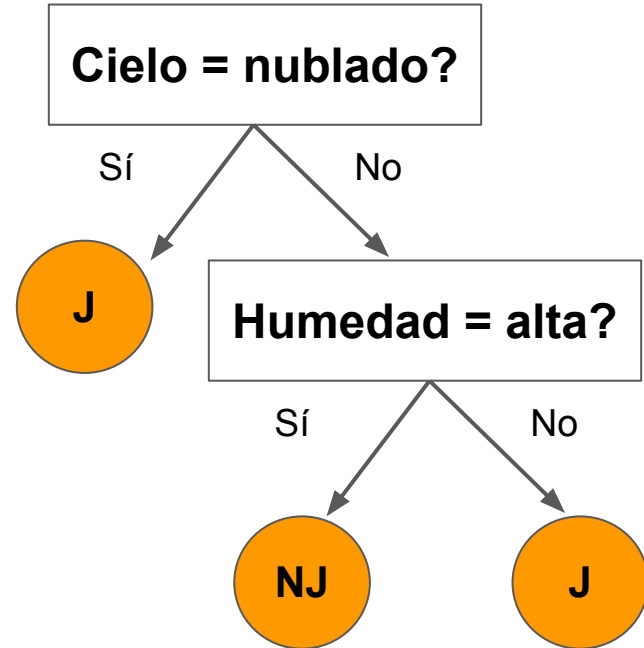 Cielo = nublado?
Sí
No
J
Humedad = alta?
Sí
No
NJ
J